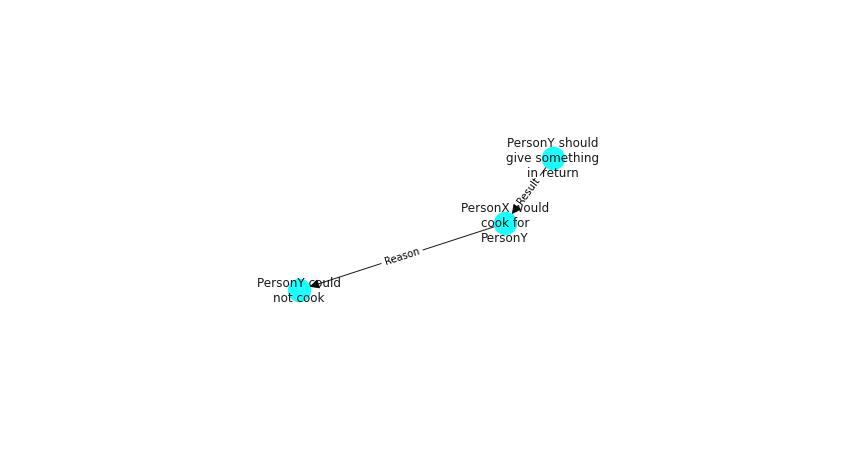 PersonY should
give something
in return
Result
PersonX would
cook for
PersonY
Reason
PersonY could
not cook